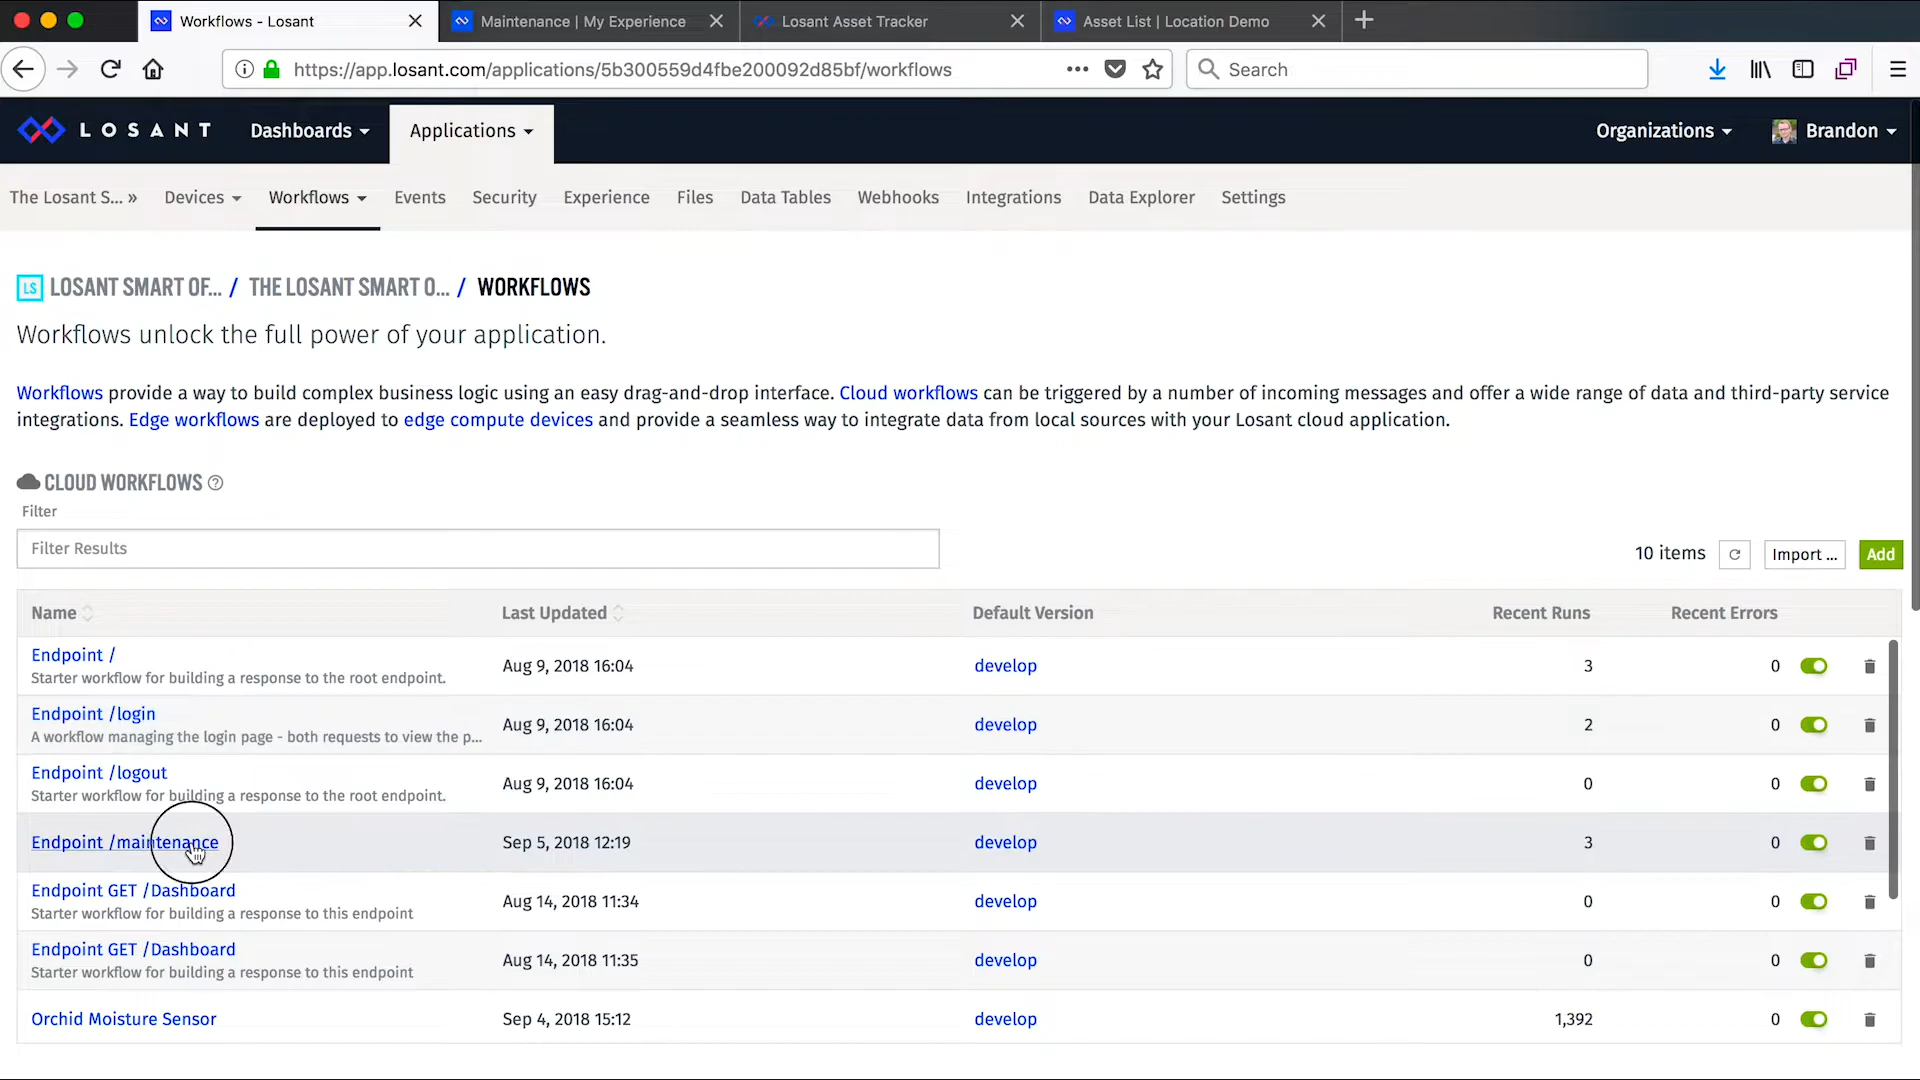 Workflows - Losant
Maintenance | My Experience
Losant Asset Tracker
Asset List | Location Demo
https://app.losant.com/applications/5b300559d4fbe200092d85bf/workflows
Search
LOSANT
Dashboards
Applications
Organizations
Brandon
The Losant S... »
Devices
Workflows
Events
Security
Experience
Files
Data Tables
Webhooks
Integrations
Data Explorer
Settings
LS LOSANT SMART OF... / THE LOSANT SMART O... / WORKFLOWS
Workflows unlock the full power of your application.
Workflows provide a way to build complex business logic using an easy drag-and-drop interface. Cloud workflows can be triggered by a number of incoming messages and offer a wide range of data and third-party service
integrations. Edge workflows are deployed to edge compute devices and provide a seamless way to integrate data from local sources with your Losant cloud application.
CLOUD WORKFLOWS ?
Filter
Filter Results
10 items
Import ...
Add
Name Last Updated Default Version Recent Runs Recent Errors
Endpoint /
Starter workflow for building a response to the root endpoint.
Aug 9, 2018 16:04 develop 3 0
Endpoint /login
A workflow managing the login page - both requests to view the p...
Aug 9, 2018 16:04 develop 2 0
Endpoint /logout
Starter workflow for building a response to the root endpoint.
Aug 9, 2018 16:04 develop 0 0
Endpoint /maintenance Sep 5, 2018 12:19 develop 3 0
Endpoint GET /Dashboard
Starter workflow for building a response to this endpoint
Aug 14, 2018 11:34 develop 0 0
Endpoint GET /Dashboard
Starter workflow for building a response to this endpoint
Aug 14, 2018 11:35 develop 0 0
Orchid Moisture Sensor Sep 4, 2018 15:12 develop 1,392 0